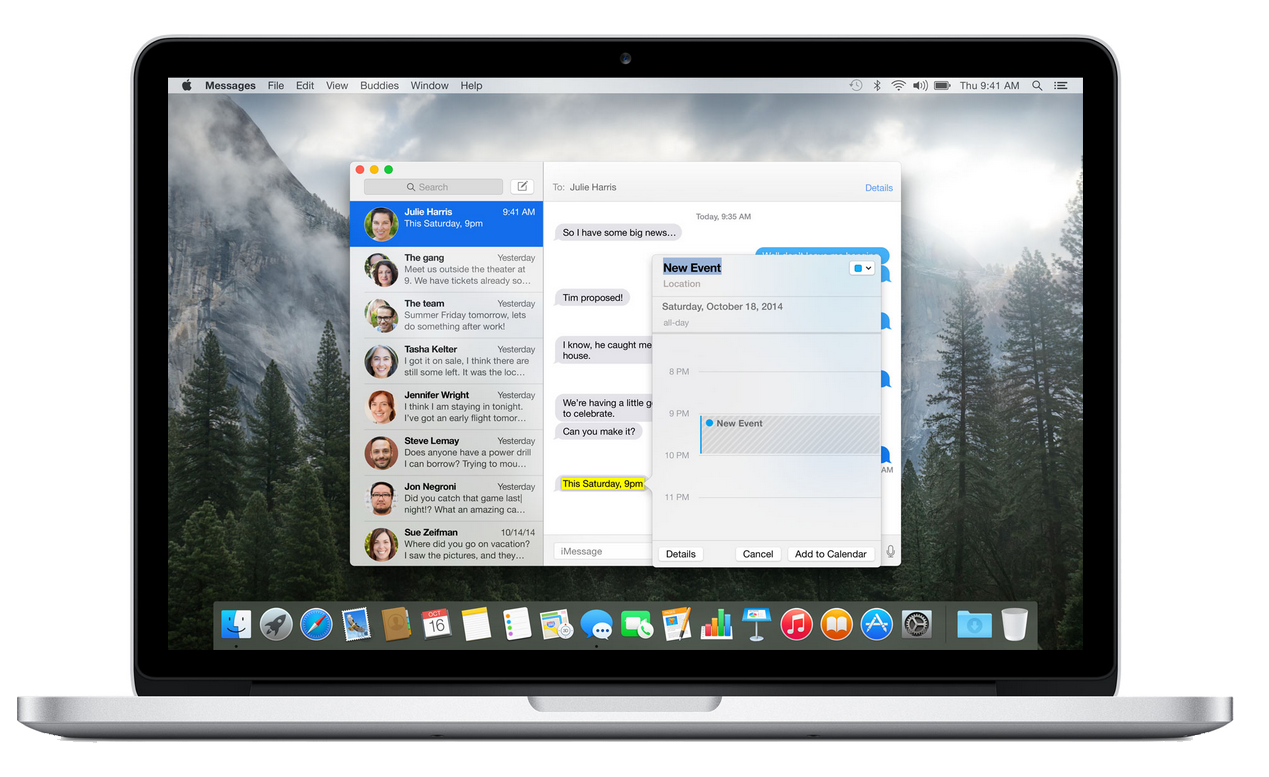 Messages File Edit View Buddies Window Help
Thu 9:41 AM
Search
Julie Harris 9:41 AM
This Saturday, 9pm
The gang Yesterday
Meet us outside the theater at
9. We have tickets already so…
The team Yesterday
Summer Friday tomorrow, lets
do something after work!
Tasha Kelter Yesterday
I got it on sale, I think there are
still some left. It was the loc…
Jennifer Wright Yesterday
I think I am staying in tonight.
I've got an early flight tomor…
Steve Lemay Yesterday
Does anyone have a power drill
I can borrow? Trying to mou…
Jon Negroni Yesterday
Did you catch that game last
night!? What an amazing ca…
Sue Zeifman 10/14/14
Where did you go on vacation?
I saw the pictures, and they…
To: Julie Harris Details
Today, 9:35 AM
So I have some big news…
Tim proposed!
I know, he caught me
house.
We're having a little
to celebrate.
Can you make it?
This Saturday, 9pm
AM
iMessage
New Event
Location
Saturday, October 18, 2014
all-day
8 PM
9 PM
New Event
10 PM
11 PM
Details Cancel Add to Calendar
OCT
16